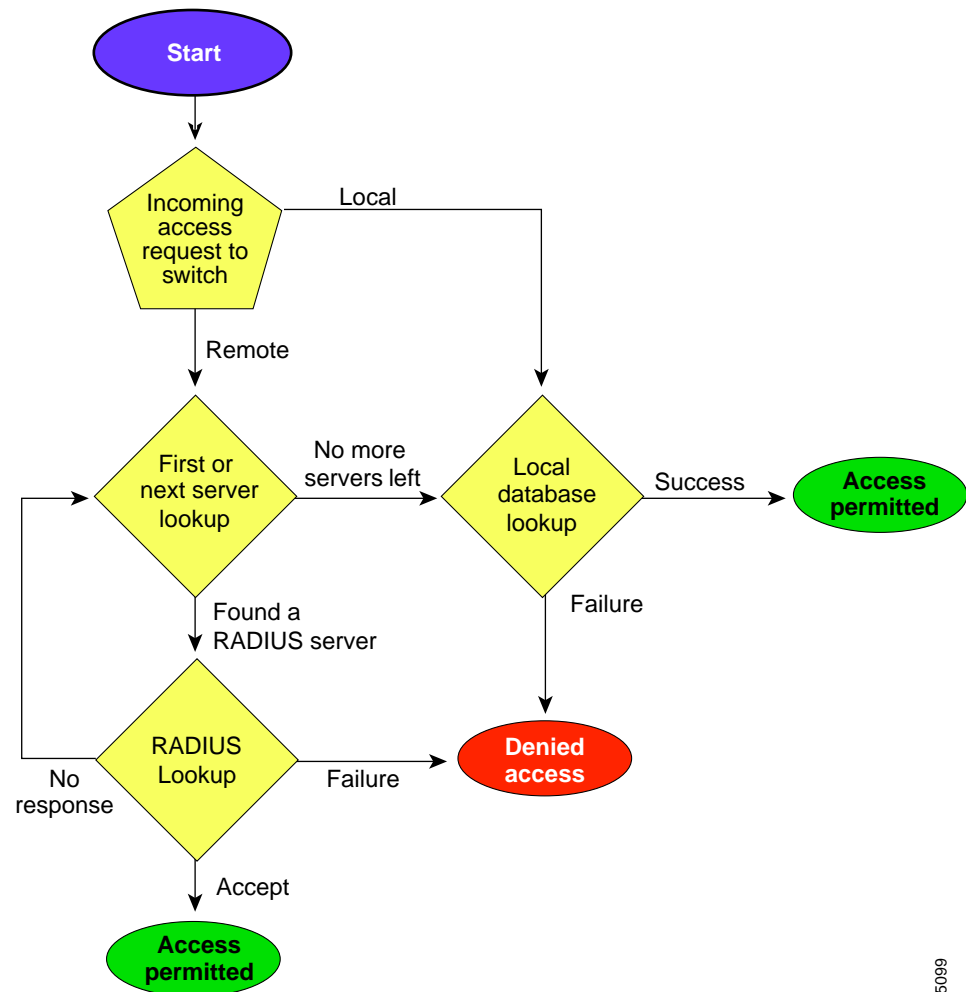 Start
Incoming
access
request to
switch
Local
Remote
First or
next server
lookup
No more
servers left
Local
database
lookup
Success
Access
permitted
Found a
RADIUS server
Failure
RADIUS
Lookup
No
response
Failure
Denied
access
Accept
Access
permitted
5099